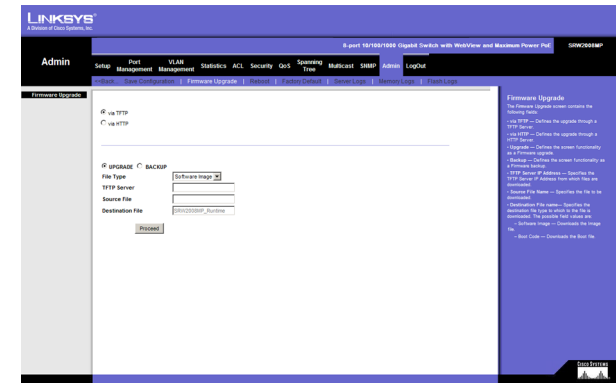 LINKSYS®
A Division of Cisco Systems, Inc.
8-port 10/100/1000 Gigabit Switch with WebView and Maximum Power PoE
SRW2008MP
Admin
Setup Port Management VLAN Management Statistics ACL Security QoS Spanning Tree Multicast SNMP Admin LogOut
<<Back Save Configuration | Firmware Upgrade | Reboot | Factory Default | Server Logs | Memory Logs | Flash Logs
Firmware Upgrade
via TFTP
via HTTP
UPGRADE BACKUP
File Type Software Image
TFTP Server
Source File
Destination File SRW2008MP_Runtime
Proceed
Firmware Upgrade
The Firmware Upgrade screen contains the
following fields:
• via TFTP — Defines the upgrade through a
TFTP Server.
• via HTTP — Defines the upgrade through a
HTTP Server.
• Upgrade — Defines the screen functionality
as a Firmware upgrade.
• Backup — Defines the screen functionality as
a Firmware backup.
• TFTP Server IP Address — Specifies the
TFTP Server IP Address from which files are
downloaded.
• Source File Name — Specifies the file to be
downloaded.
• Destination File name— Specifies the
destination file type to which to the file is
downloaded. The possible field values are:
– Software Image — Downloads the Image
file.
– Boot Code — Downloads the Boot file.
CISCO SYSTEMS